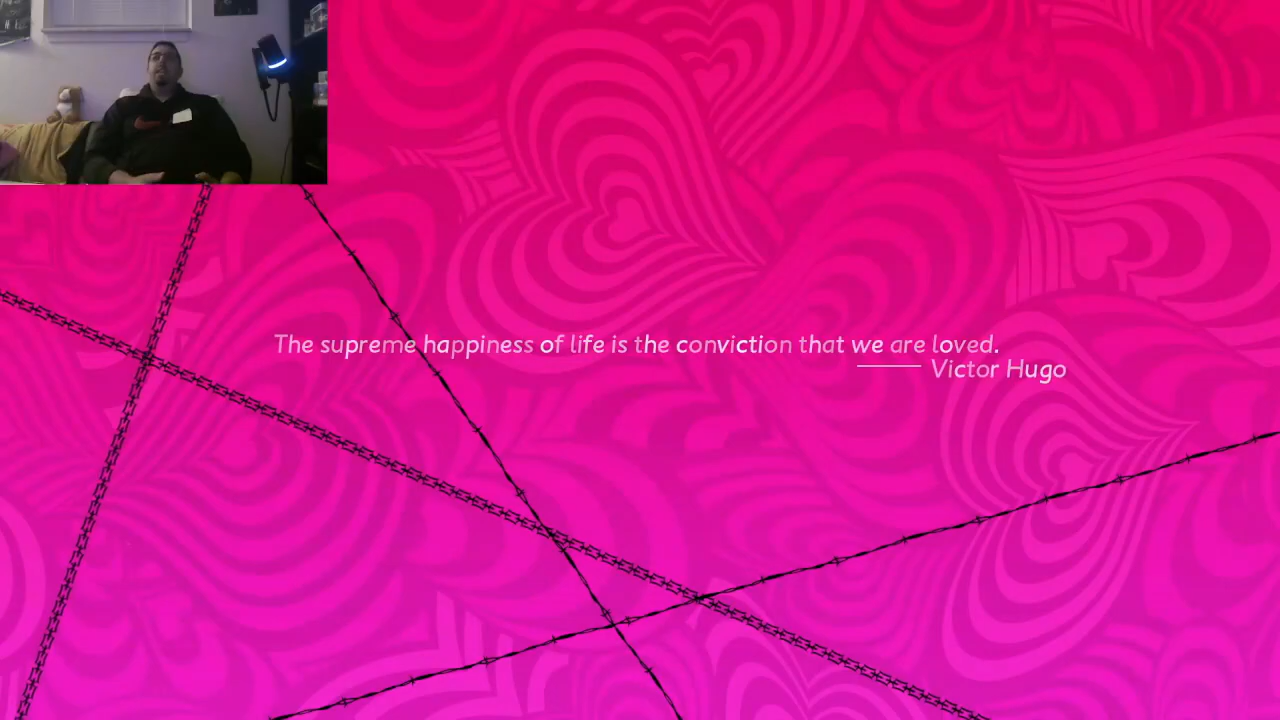 The supreme happiness of life is the conviction that we are loved.
Victor Hugo